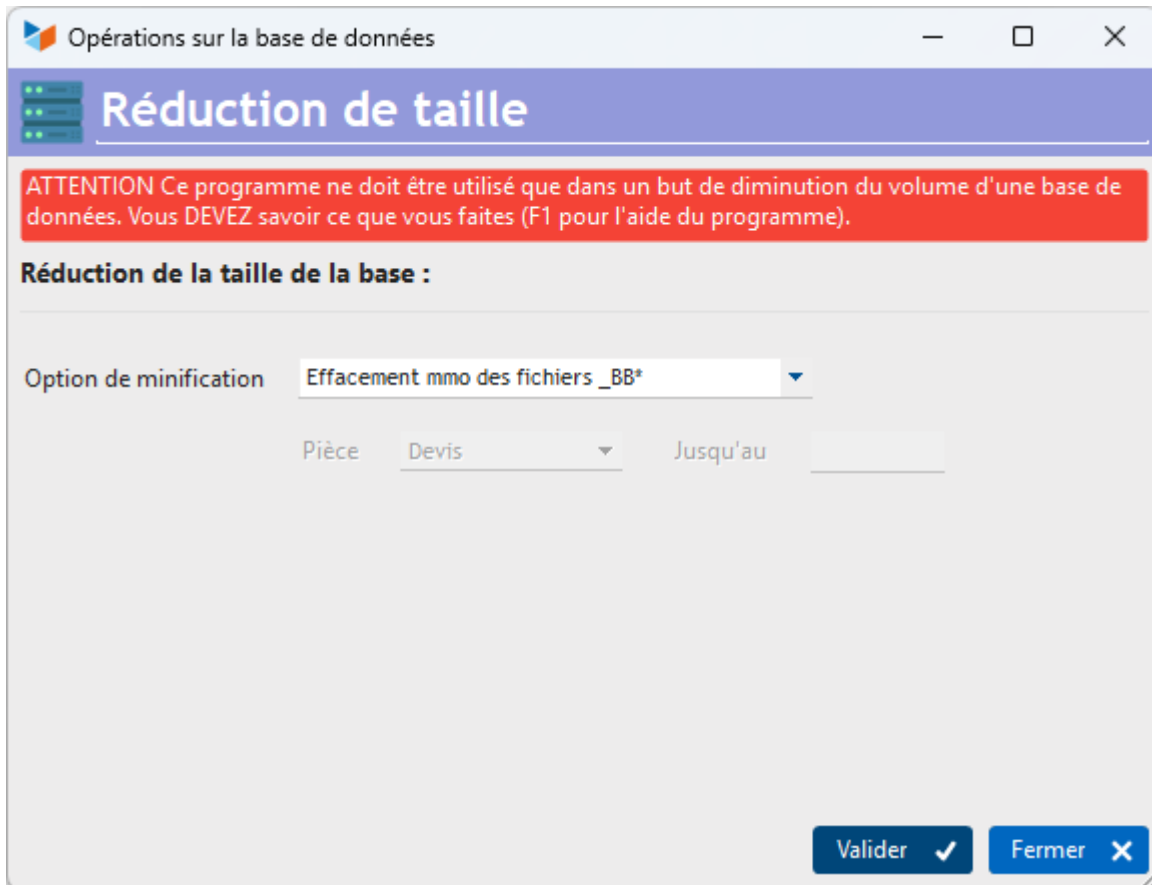 Opérations sur la base de données
Réduction de taille
ATTENTION Ce programme ne doit être utilisé que dans un but de diminution du volume d'une base de
données. Vous DEVEZ savoir ce que vous faites (F1 pour l'aide du programme).
Réduction de la taille de la base :
Option de minification Effacement mmo des fichiers _BB*
Pièce Devis Jusqu'au
Valider Fermer